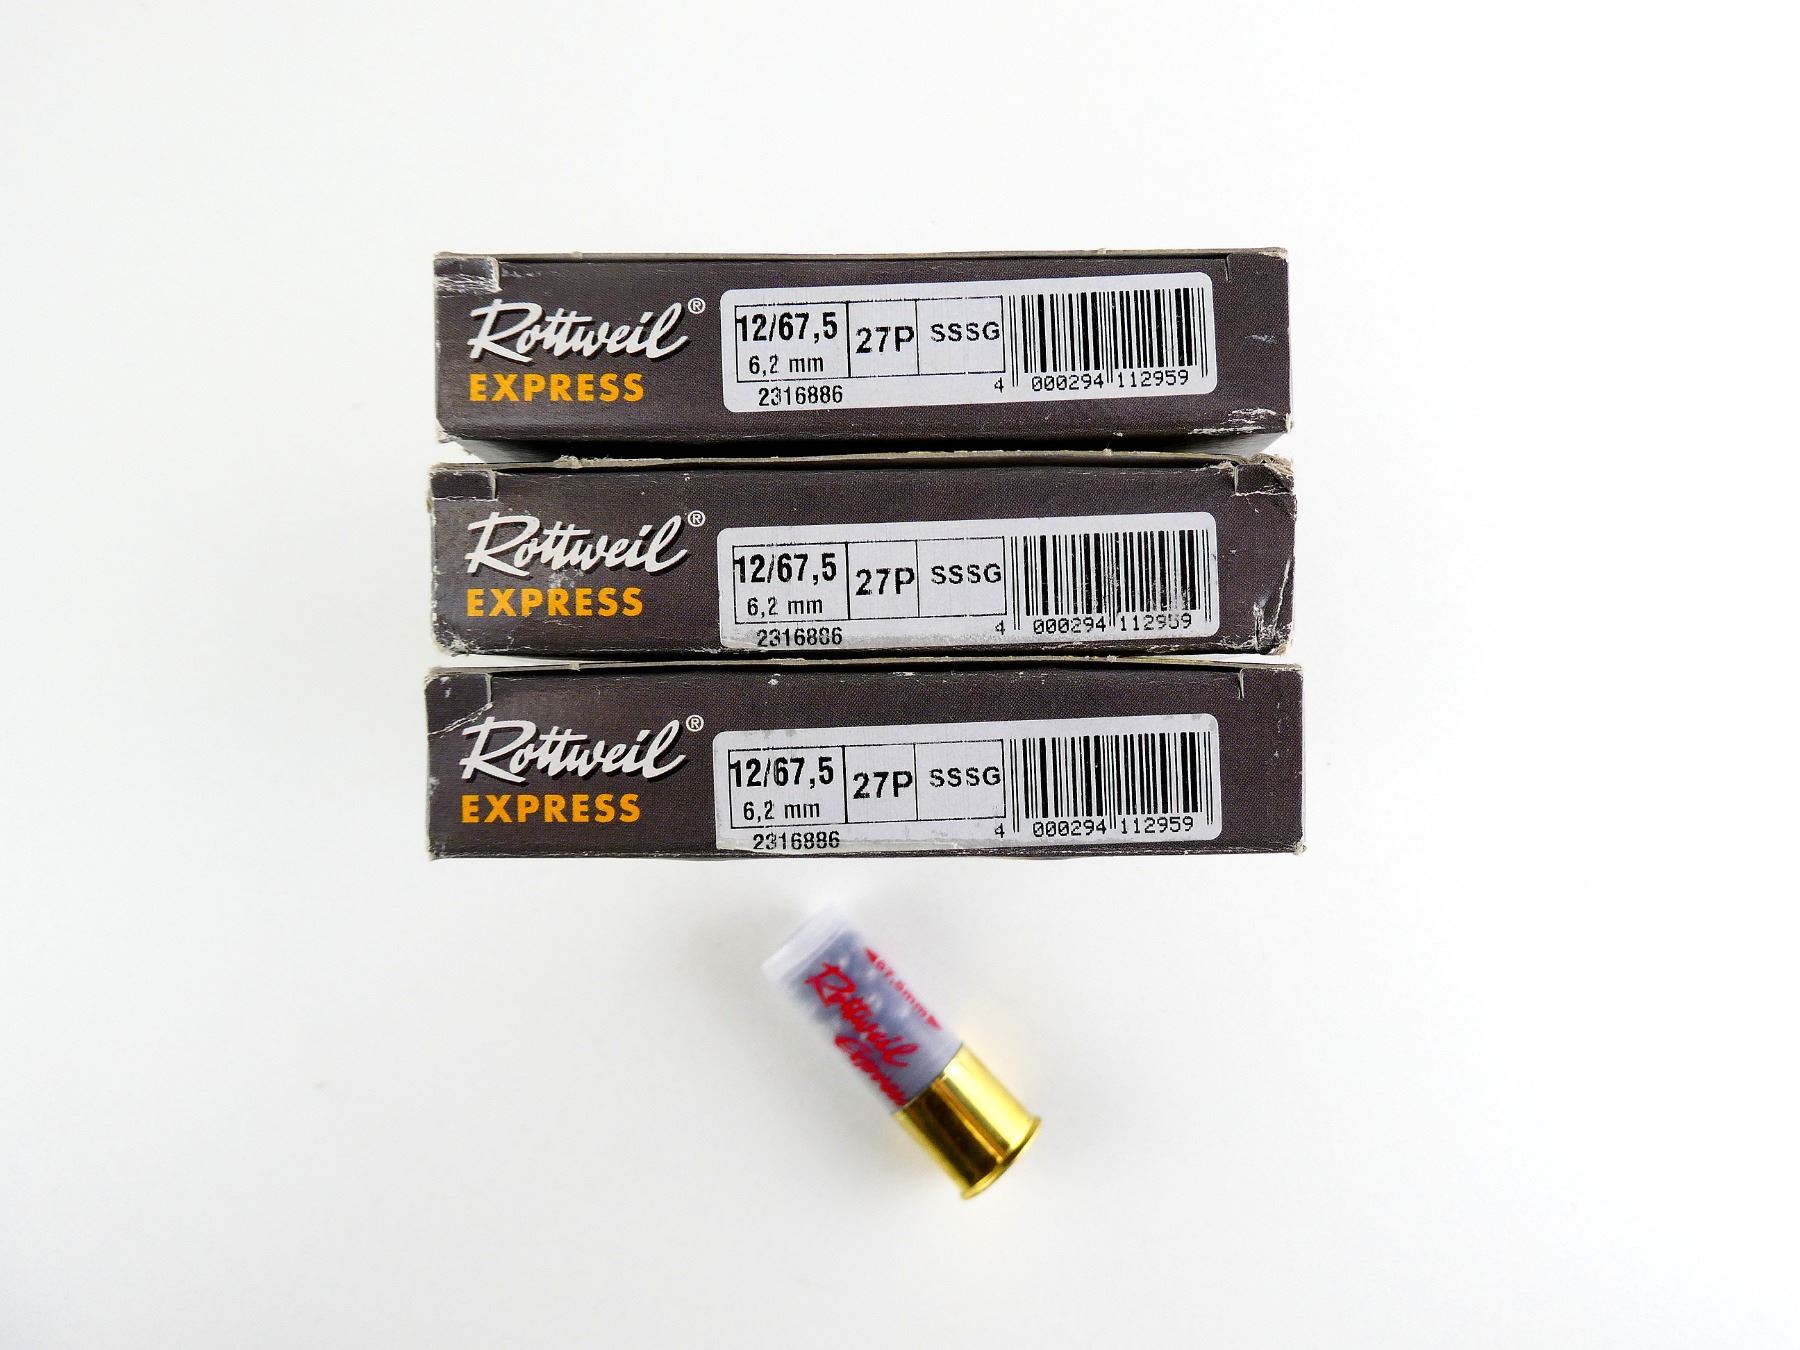 Rottweil®
EXPRESS
12/67,5
6,2 mm
27P
SSSG
2316886
4 000294 112959
Rottweil®
EXPRESS
12/67,5
6,2 mm
27P
SSSG
2316886
4 000294 112959
Rottweil®
EXPRESS
12/67,5
6,2 mm
27P
SSSG
2316886
4 000294 112959
Rottweil
Express